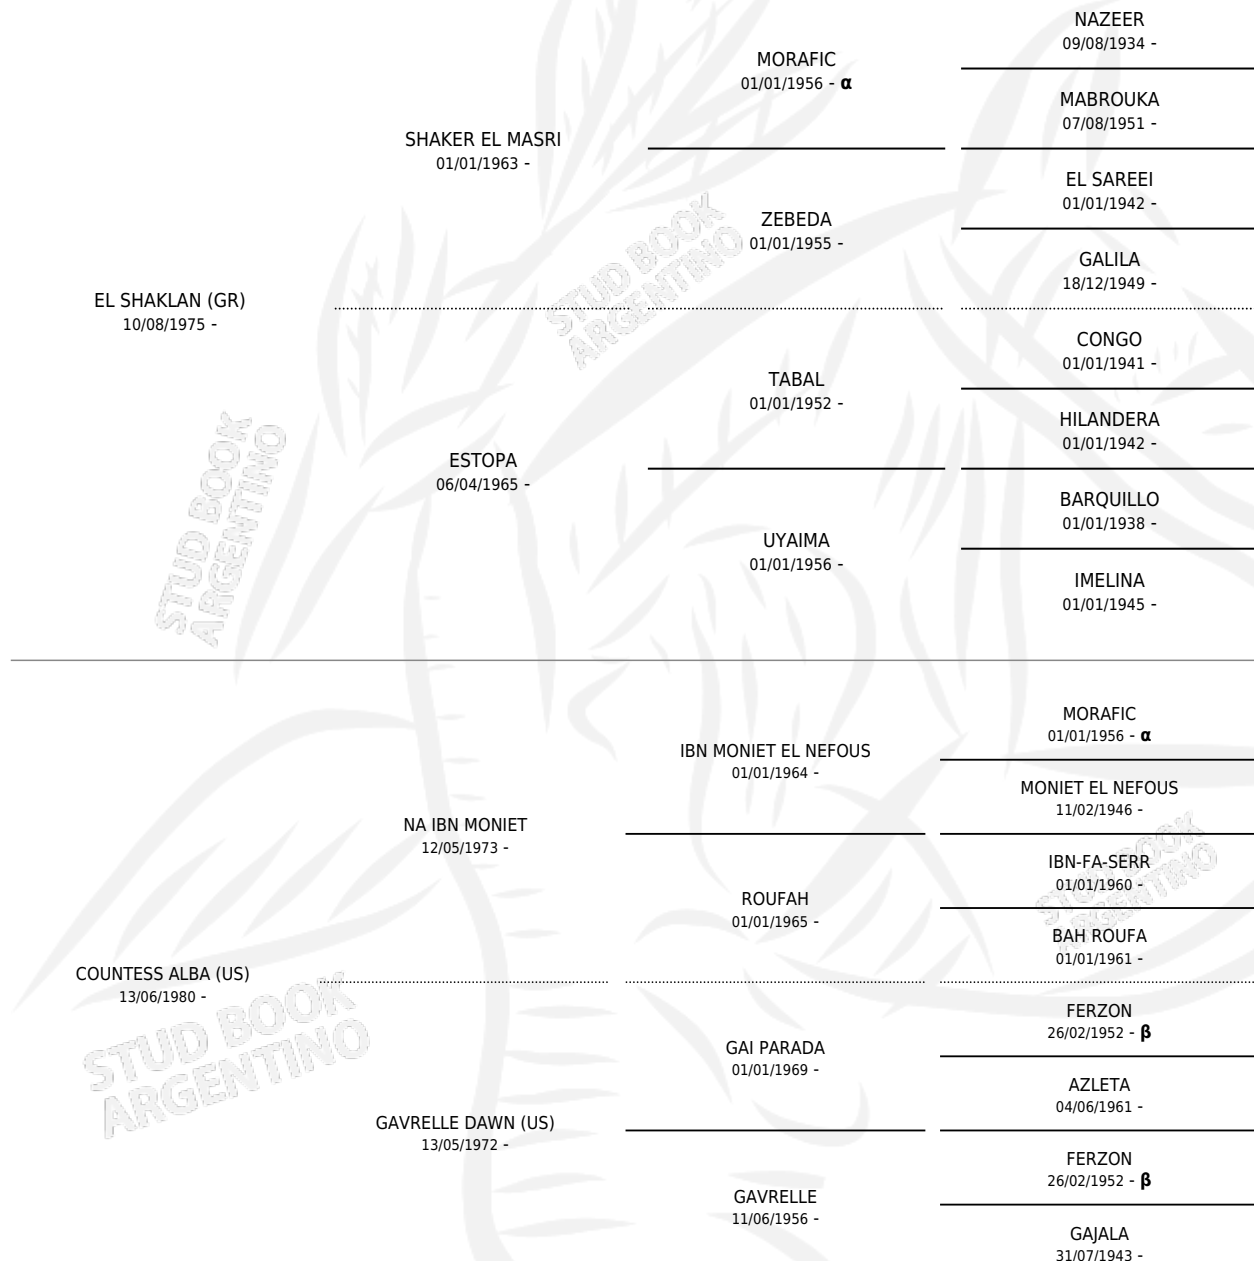 NAZEER
09/08/1934 -
MORAFIC
01/01/1956 - α
MABROUKA
07/08/1951 -
SHAKER EL MASRI
01/01/1963 -
EL SAREEI
01/01/1942 -
ZEBEDA
01/01/1955 -
GALILA
18/12/1949 -
EL SHAKLAN (GR)
10/08/1975 -
CONGO
01/01/1941 -
TABAL
01/01/1952 -
HILANDERA
01/01/1942 -
ESTOPA
06/04/1965 -
BARQUILLO
01/01/1938 -
UYAIMA
01/01/1956 -
IMELINA
01/01/1945 -
MORAFIC
01/01/1956 - α
IBN MONIET EL NEFOUS
01/01/1964 -
MONIET EL NEFOUS
11/02/1946 -
NA IBN MONIET
12/05/1973 -
IBN-FA-SERR
01/01/1960 -
ROUFAH
01/01/1965 -
BAH ROUFA
01/01/1961 -
COUNTESS ALBA (US)
13/06/1980 -
FERZON
26/02/1952 - β
GAI PARADA
01/01/1969 -
AZLETA
04/06/1961 -
GAVRELLE DAWN (US)
13/05/1972 -
FERZON
26/02/1952 - β
GAVRELLE
11/06/1956 -
GAJALA
31/07/1943 -
STUD BOOK
ARGENTINO
STUD BOOK
ARGENTINO
STUD BOOK
ARGENTINO
STUD BOOK
ARGENTINO